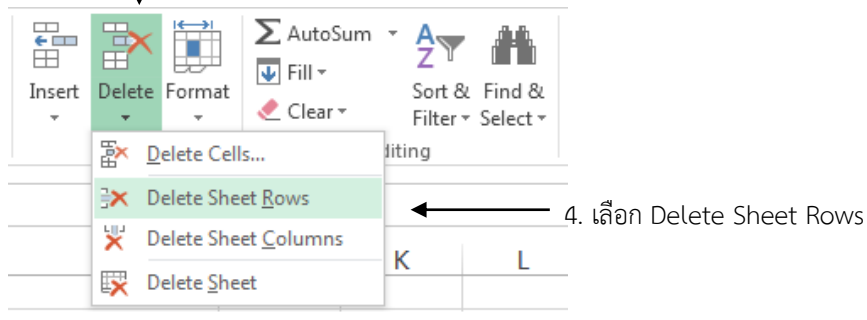 Insert
Delete
Format
AutoSum
Fill
Clear
Sort &
Filter
Find &
Select
diting
Delete Cells...
Delete Sheet Rows
Delete Sheet Columns
Delete Sheet
4. เลือก Delete Sheet Rows
K
L